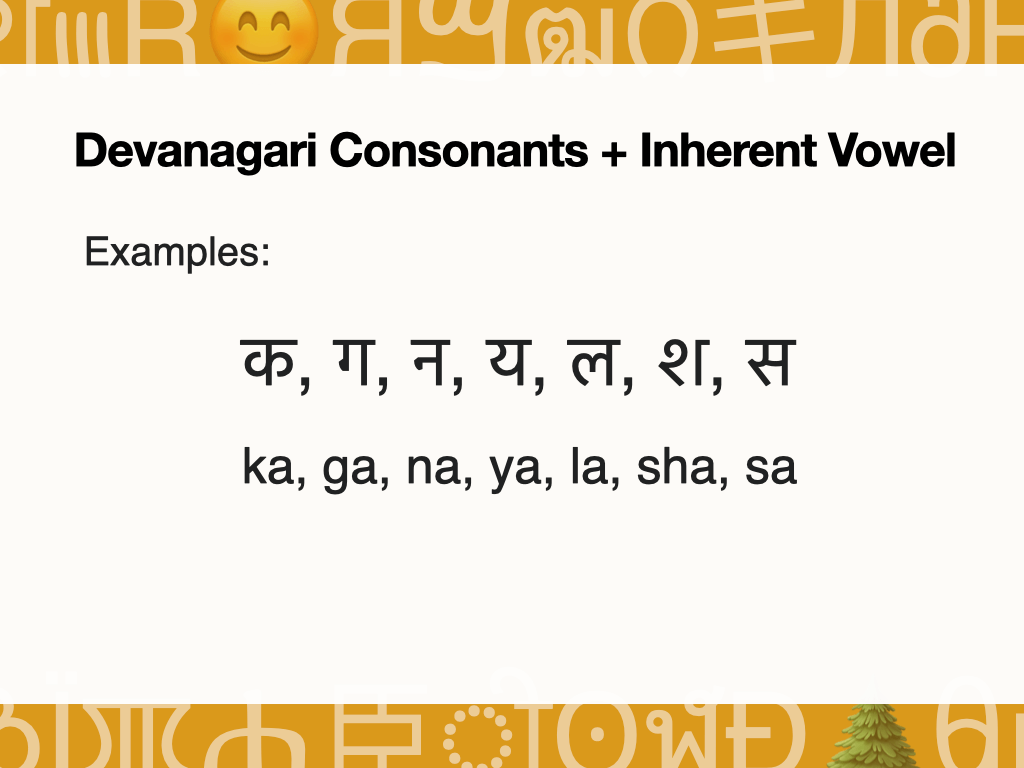 Devanagari Consonants + Inherent Vowel
Examples:
क, ग, न, य, ल, श, स
ka, ga, na, ya, la, sha, sa